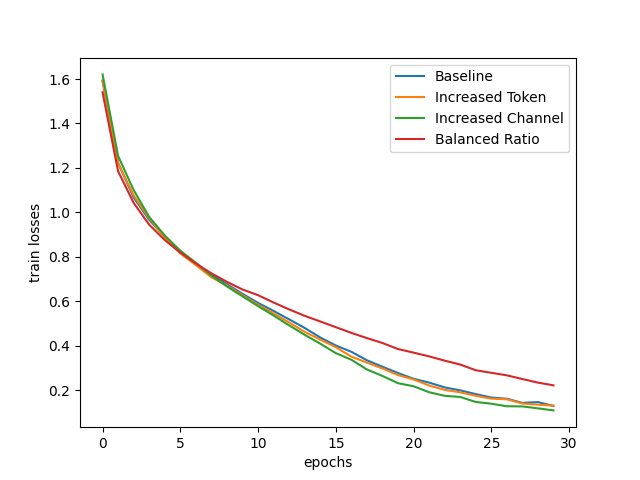 Baseline
Increased Token
Increased Channel
Balanced Ratio
train losses
1.6
1.4
1.2
1.0
0.8
0.6
0.4
0.2
0 5 10 15 20 25 30
epochs